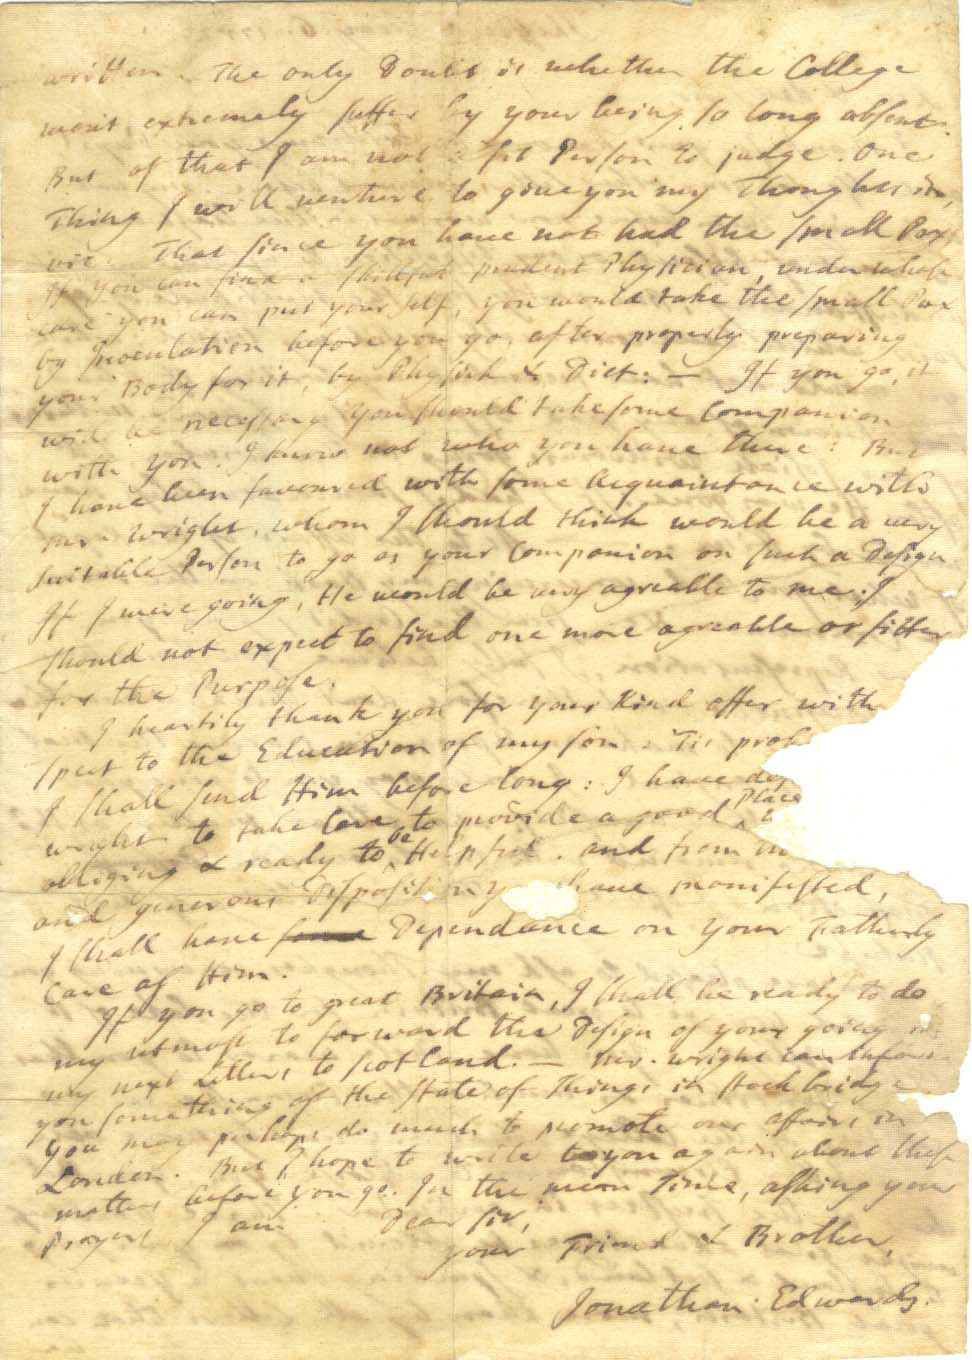 written. The only Doubt is whether the College
wont extremely suffer by your being so long absent.
But of that I am not a fit Person to judge. One
Thing I will venture to give you my Thoughts in,
viz. That since you have not had the small Pox,
If you can find a skillful prudent Physician, under whose
care you can put your self, you would take the small Pox
by Inoculation before you go, after properly preparing
your Body for it, by Physick & Diet: — If you go, it
will be necessary you should take some Companion
with you. I know not who you have there: But
I have been favoured with some Acquaintance with
Mr. Wright, whom I should think would be a very
suitable Person to go as your Companion on such a Design
If I were going, He would be very agreable to me: I
should not expect to find one more agreable or fitter
for the Purpose.
I heartily thank you for your Kind offer with
spect to the Education of my son: Tis prob
I shall send Him before long: I have de
wright to take Care to provide a good Place
obliging & ready to be Helpful. and from
and generous Disposition you have manifested,
I shall have some Dependance on your Fatherly
Care of Him.
If you go to great Britain, I shall be ready to do
my utmost to forward the Design of your going in
my next Letters to Scotland. — Mr. Wright can inform
you something of the State of Things in Stockbridge
You may perhaps do much to promote our affairs in
London. But I hope to write to you again about these
matters before you go. In the mean Time, asking your
Prayers I am Dear Sir,
your Friend & Brother,
Jonathan Edwards.